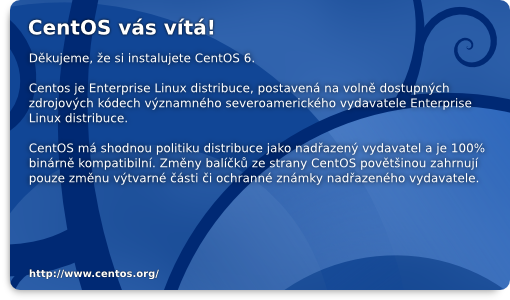 CentOS vás vítá!
Děkujeme, že si instalujete CentOS 6.
Centos je Enterprise Linux distribuce, postavená na volně dostupných
zdrojových kódech významného severoamerického vydavatele Enterprise
Linux distribuce.
CentOS má shodnou politiku distribuce jako nadřazený vydavatel a je 100%
binárně kompatibilní. Změny balíčků ze strany CentOS povětšinou zahrnují
pouze změnu výtvarné části či ochranné známky nadřazeného vydavatele.
http://www.centos.org/